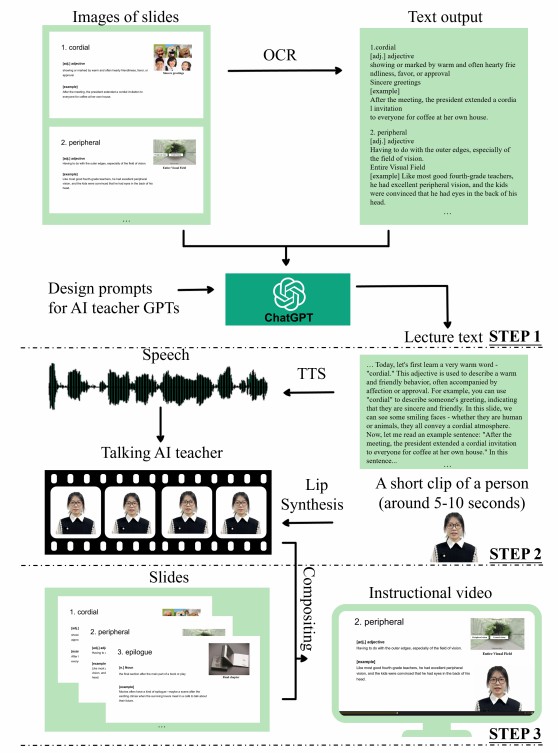 Images of slides
Text output
1. cordial
[adj.] adjective
showing or marked by warm and often hearty friendliness, favor, or
approval
Sincere greetings
[example]
After the meeting, the president extended a cordial invitation to
everyone for coffee at her own house.
2. peripheral
[adj.] adjective
Having to do with the outer edges, especially of the field of vision.
Entire Visual Field
[example]
Like most good fourth-grade teachers, he had excellent peripheral
vision, and the kids were convinced that he had eyes in the back of his
head.
...
OCR
1.cordial
[adj.] adjective
showing or marked by warm and often hearty frie
ndliness, favor, or approval
Sincere greetings
[example]
After the meeting, the president extended a cordia
l invitation
to everyone for coffee at her own house.
2. peripheral
[adj.] adjective
Having to do with the outer edges, especially of
the field of vision.
Entire Visual Field
[example] Like most good fourth-grade teachers,
he had excellent peripheral vision, and the kids
were convinced that he had eyes in the back of his
head.
...
Design prompts
for AI teacher GPTs
ChatGPT
Lecture text STEP 1
Speech
TTS
... Today, let's first learn a very warm word -
"cordial." This adjective is used to describe a warm
and friendly behavior, often accompanied by
affection or approval. For example, you can use
"cordial" to describe someone's greeting, indicating
that they are sincere and friendly. In this slide, we
can see some smiling faces - whether they are human
or animals, they all convey a cordial atmosphere.
Now, let me read an example sentence: "After the
meeting, the president extended a cordial invitation
to everyone for coffee at her own house." In this
sentence...
...
Talking AI teacher
Lip
Synthesis
A short clip of a person
(around 5-10 seconds)
STEP 2
Slides
Compositing
Instructional video
1. cordial
[adj.]
2. peripheral
[adj.] adj
Having to
[example
3. epilogue
[n.] Noun
the final section after the main part of a book or play.
[example]
...
2. peripheral
[adj.] adjective
Having to do with the outer edges, especially of the field of vision.
Entire Visual Field
[example]
Like most good fourth-grade teachers, he had excellent peripheral
vision, and the kids were convinced that he had eyes in the back of his
head.
STEP 3